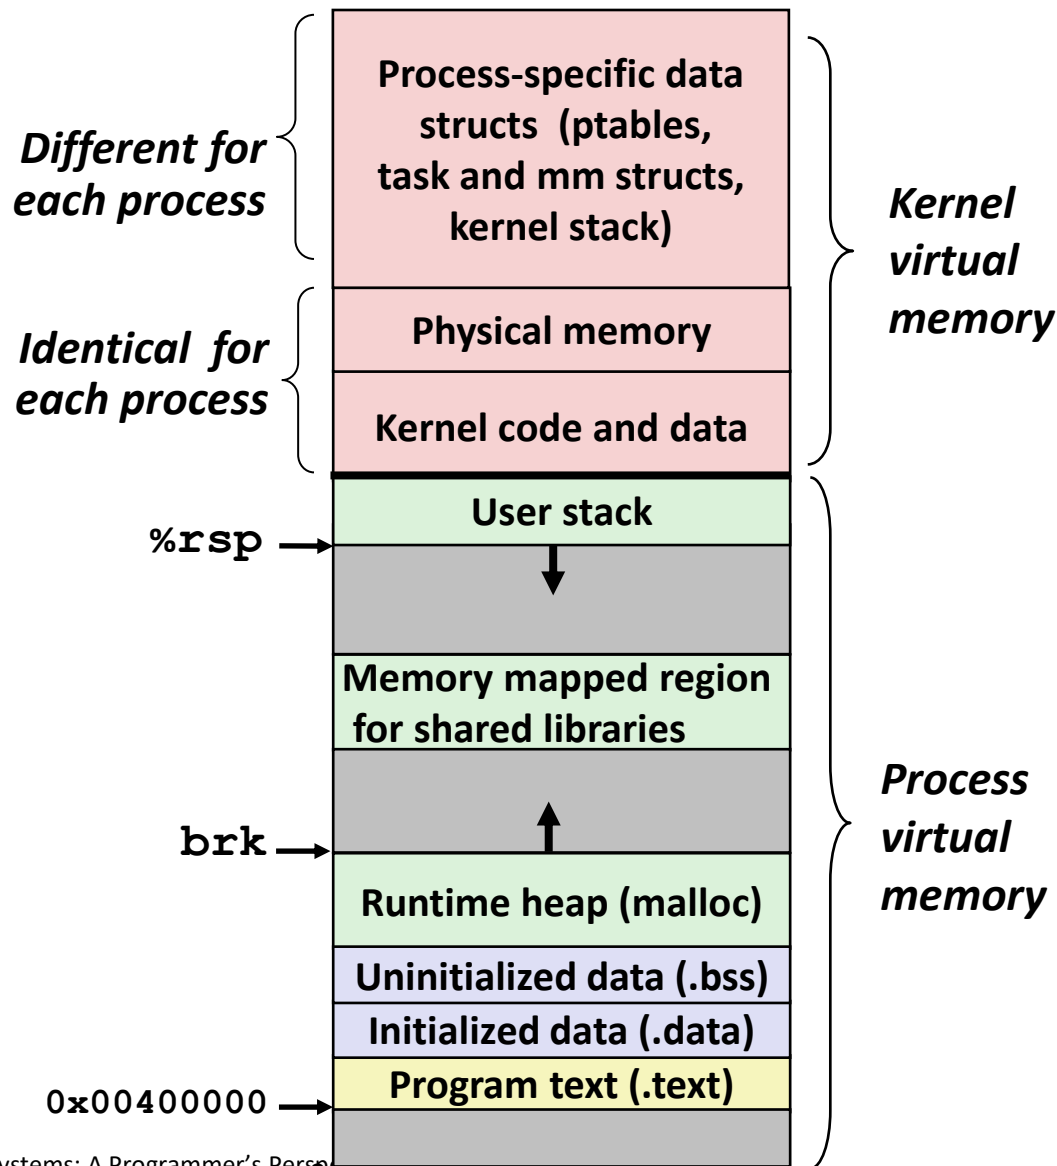 Process-specific data
structs (ptables,
task and mm structs,
kernel stack)
Different for
each process
Kernel
virtual
memory
Physical memory
Identical for
each process
Kernel code and data
User stack
%rsp
Memory mapped region
for shared libraries
Process
virtual
memory
brk
Runtime heap (malloc)
Uninitialized data (.bss)
Initialized data (.data)
Program text (.text)
0x00400000
ystems: A Programmer's